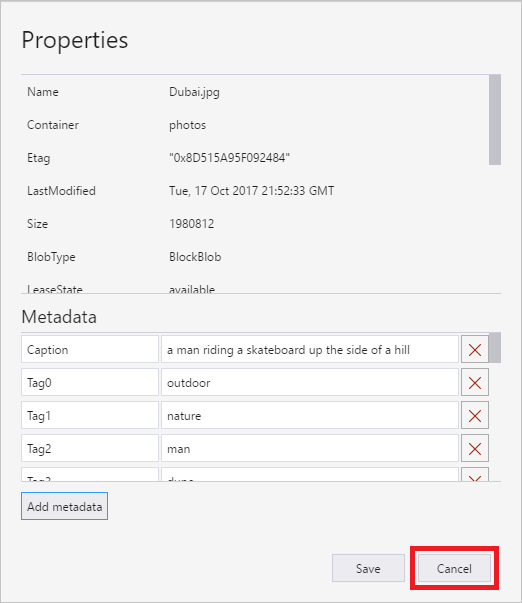 Properties
Name Dubai.jpg
Container photos
Etag "0x8D515A95F092484"
LastModified Tue, 17 Oct 2017 21:52:33 GMT
Size 1980812
BlobType BlockBlob
LeaseState available
Metadata
Caption a man riding a skateboard up the side of a hill
Tag0 outdoor
Tag1 nature
Tag2 man
Tag3 dune
Add metadata
Save Cancel